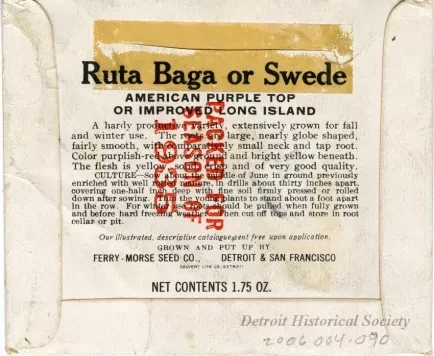 Ruta Baga or Swede
AMERICAN PURPLE TOP
OR IMPROVED LONG ISLAND
A hardy productive variety, extensively grown for fall
and winter use. The roots are large, nearly globe shaped,
fairly smooth, with comparatively small neck and tap root.
Color purplish-red above ground and bright yellow beneath.
The flesh is yellow, solid, crisp and of very good quality.
CULTURE—Sow about the middle of June in ground previously
enriched with well rotted manure, in drills about thirty inches apart,
covering one-half inch deep with fine soil firmly pressed or rolled
down after sowing. Thin the young plants to stand about a foot apart
in the row. For winter use roots should be pulled when fully grown
and before hard freezing weather. Then cut off tops and store in root
cellar or pit.
Our illustrated, descriptive catalogue sent free upon application.
GROWN AND PUT UP BY
FERRY-MORSE SEED CO., DETROIT & SAN FRANCISCO
CALVERT LITH. CO. DETROIT
NET CONTENTS 1.75 OZ.
PACKED FOR
SEASON OF
Detroit Historical Society
2006.004.090